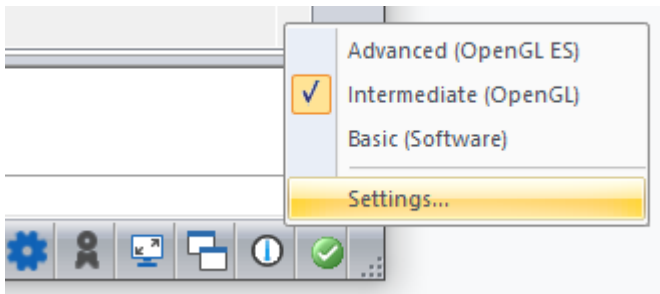 Advanced (OpenGL ES)
Intermediate (OpenGL)
Basic (Software)
Settings...